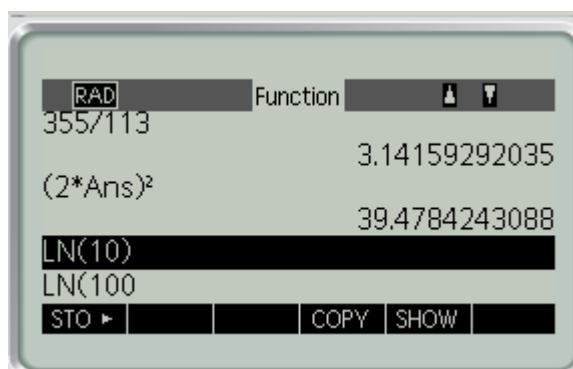 RAD Function
355/113
3.14159292035
(2*Ans)²
39.4784243088
LN(10)
LN(100
STO ► COPY SHOW